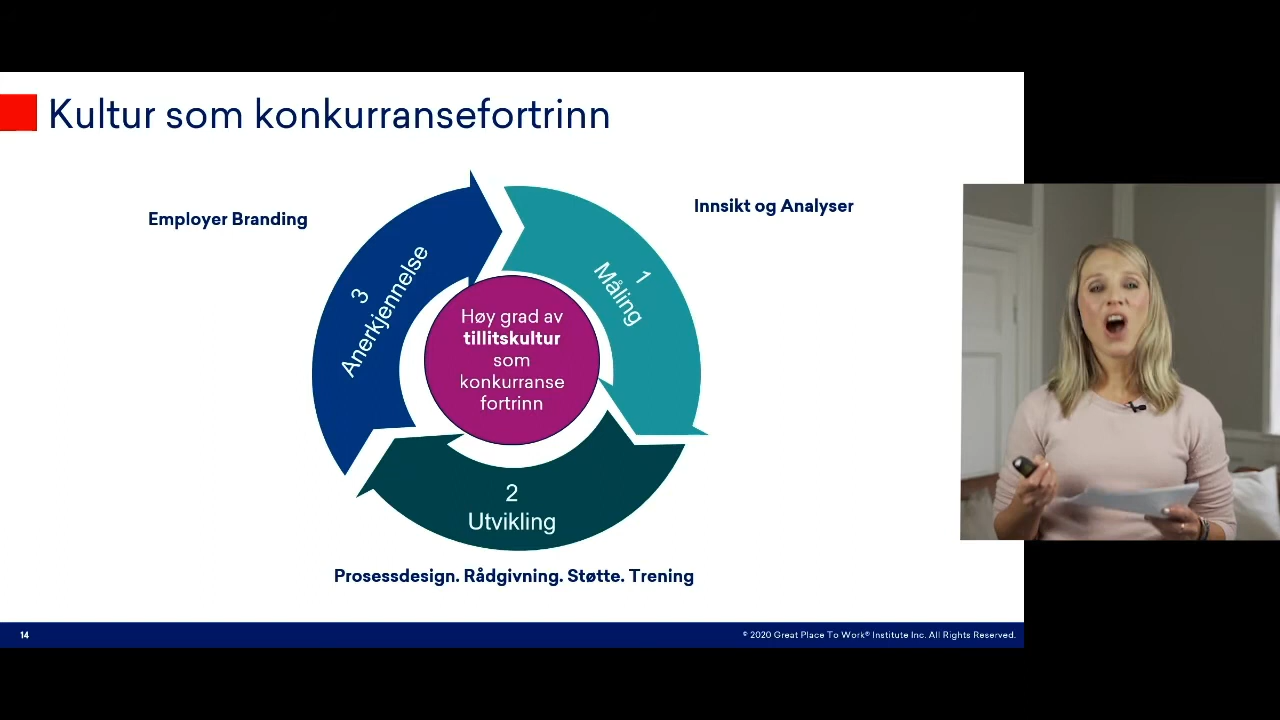 Kultur som konkurransefortrinn
Employer Branding
Innsikt og Analyser
3
Anerkjennelse
1
Måling
Høy grad av
tillitskultur
som
konkurranse
fortrinn
2
Utvikling
Prosessdesign. Rådgivning. Støtte. Trening
14
© 2020 Great Place To Work® Institute Inc. All Rights Reserved.